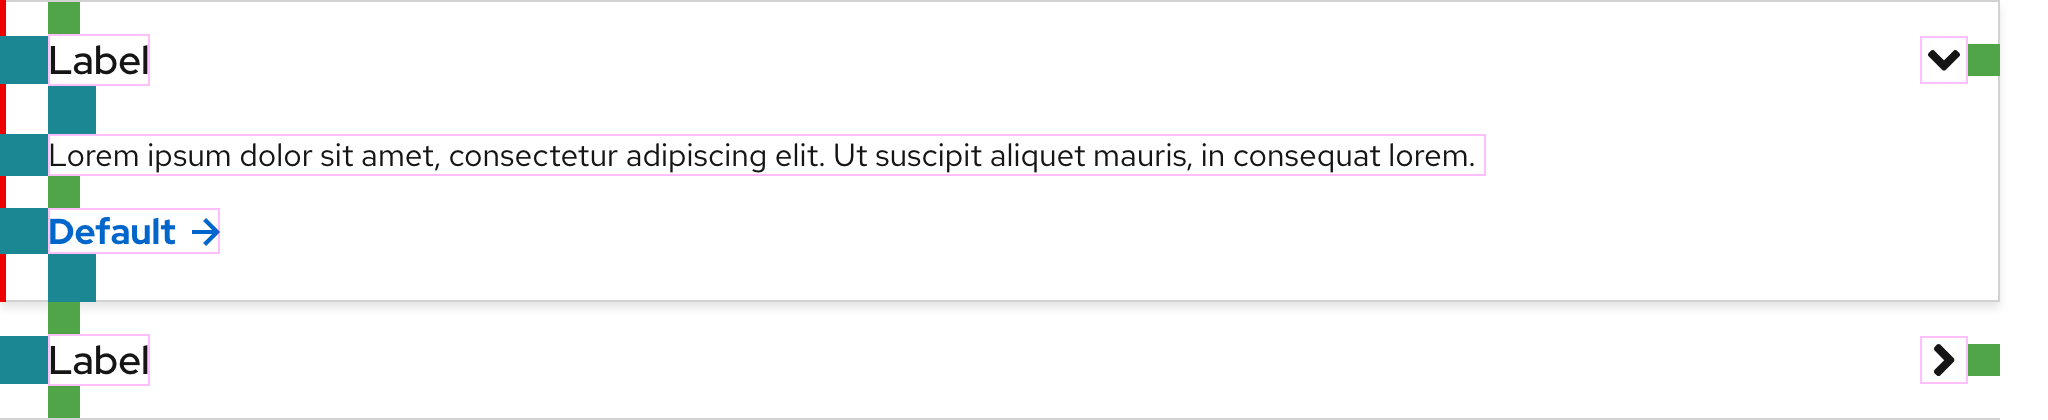 Label
Lorem ipsum dolor sit amet, consectetur adipiscing elit. Ut suscipit aliquet mauris, in consequat lorem.
Default →
Label